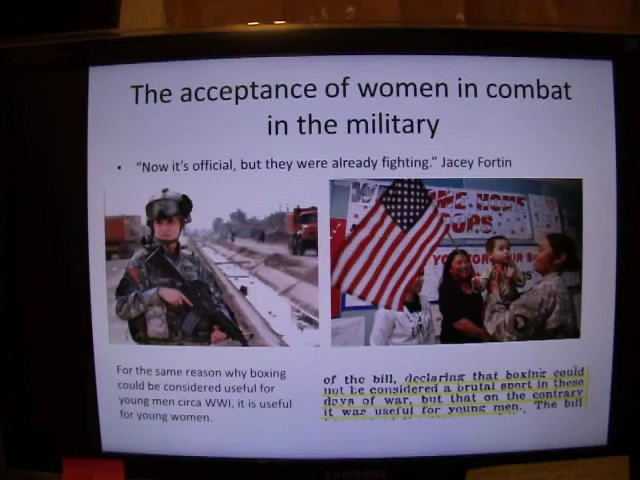 The acceptance of women in combat
in the military
• "Now it's official, but they were already fighting." Jacey Fortin
HOME
For the same reason why boxing
could be considered useful for
young men circa WWI, it is useful
for young women.
of the bill, declaring that boxing could
not be considered a brutal sport in these
days of war, but that on the contrary
it was useful for young men. The bill
SAMSUNG